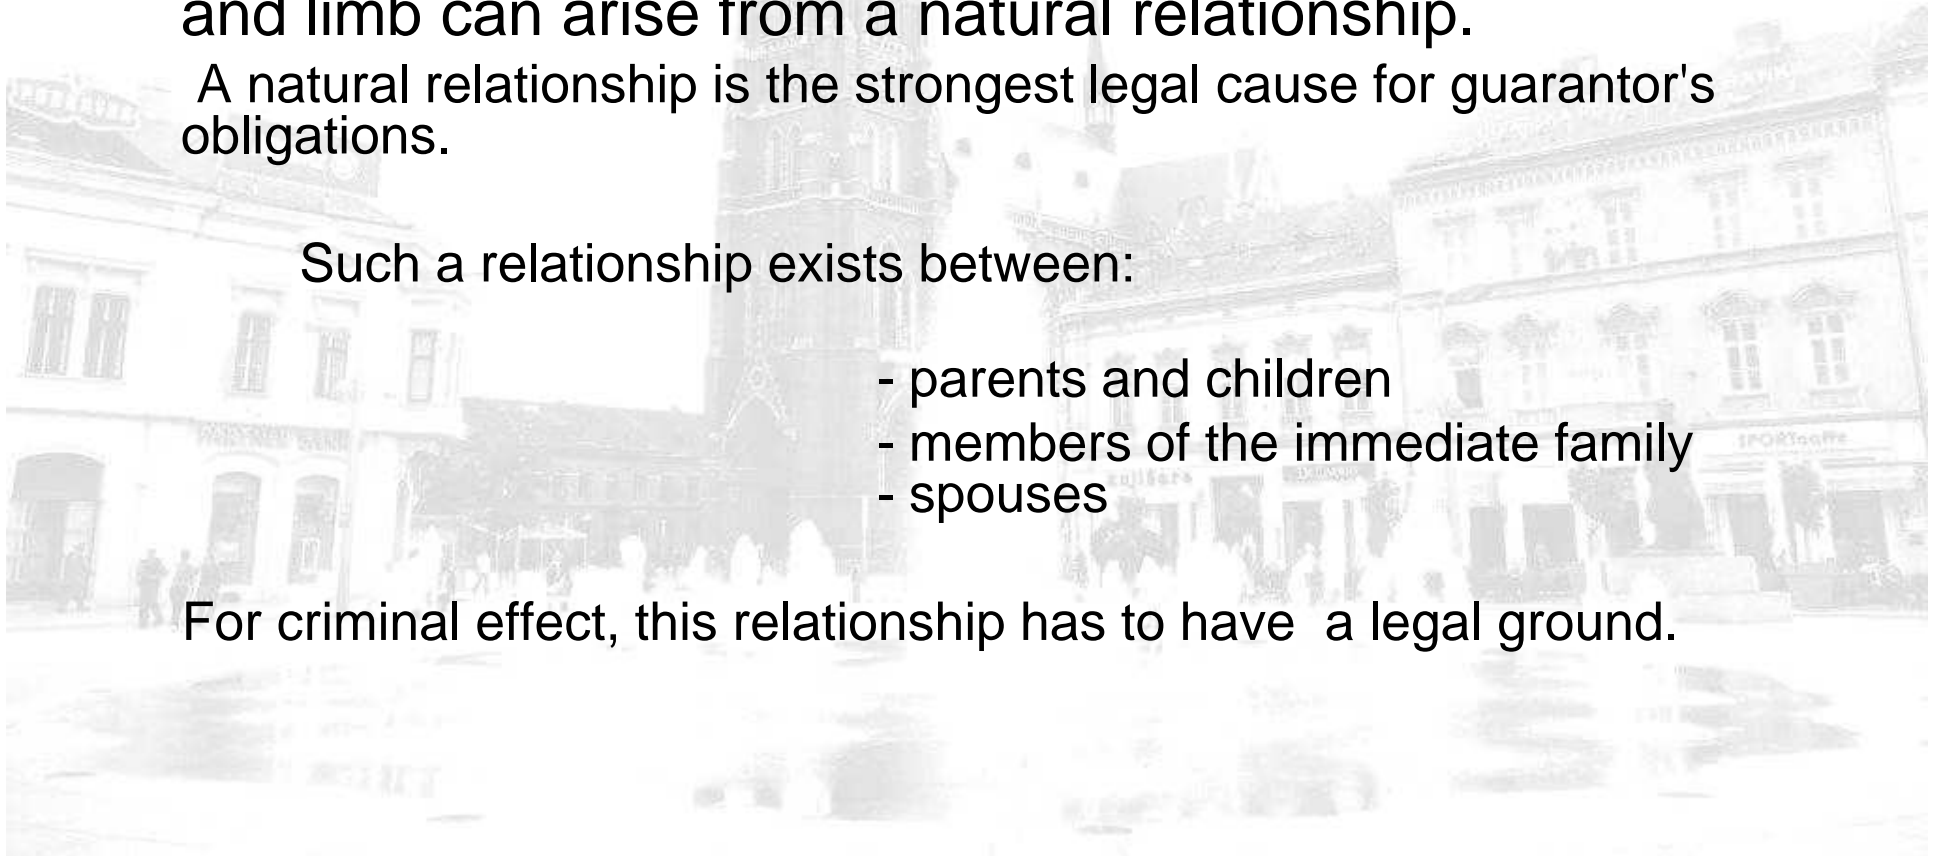 and limb can arise from a natural relationship.
A natural relationship is the strongest legal cause for guarantor's
obligations.
Such a relationship exists between:
- parents and children
- members of the immediate family
- spouses
For criminal effect, this relationship has to have  a legal ground.